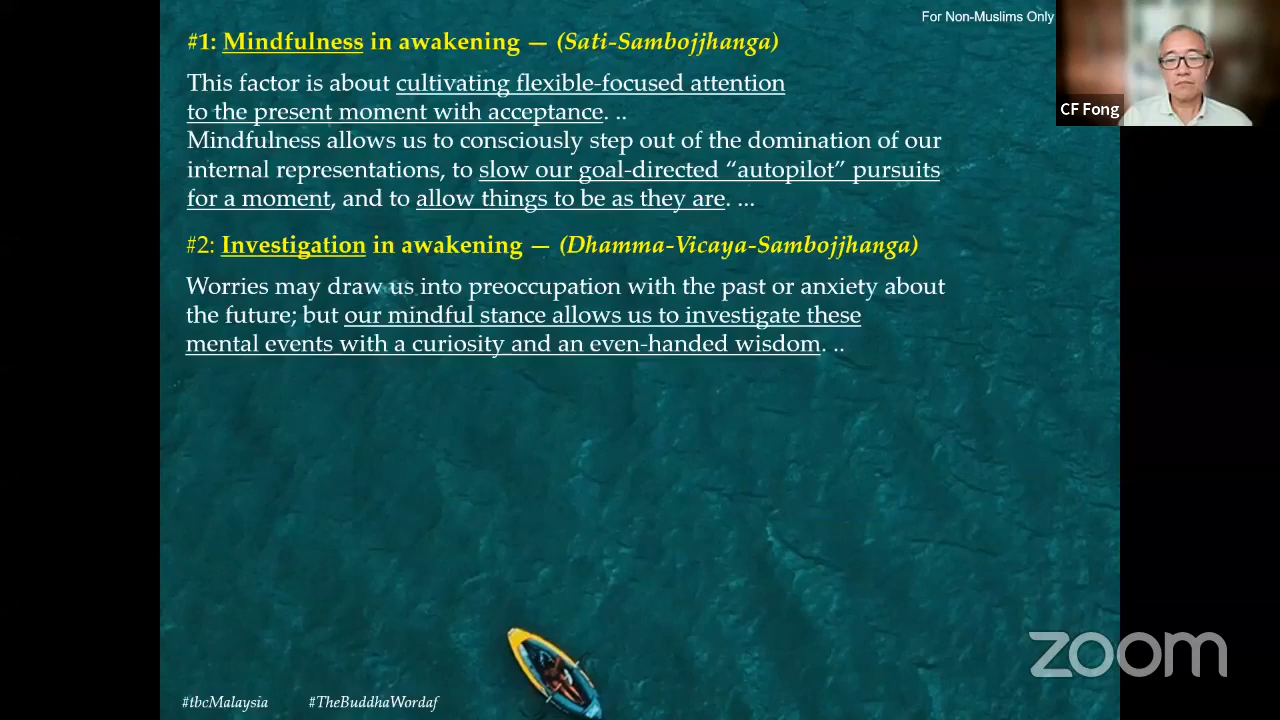 For Non-Muslims Only
#1: Mindfulness in awakening — (Sati-Sambojjhanga)
This factor is about cultivating flexible-focused attention
to the present moment with acceptance. ..
Mindfulness allows us to consciously step out of the domination of our
internal representations, to slow our goal-directed “autopilot” pursuits
for a moment, and to allow things to be as they are. ...
#2: Investigation in awakening — (Dhamma-Vicaya-Sambojjhanga)
Worries may draw us into preoccupation with the past or anxiety about
the future; but our mindful stance allows us to investigate these
mental events with a curiosity and an even-handed wisdom. ..
CF Fong
zoom
#tbcMalaysia #TheBuddhaWordaf